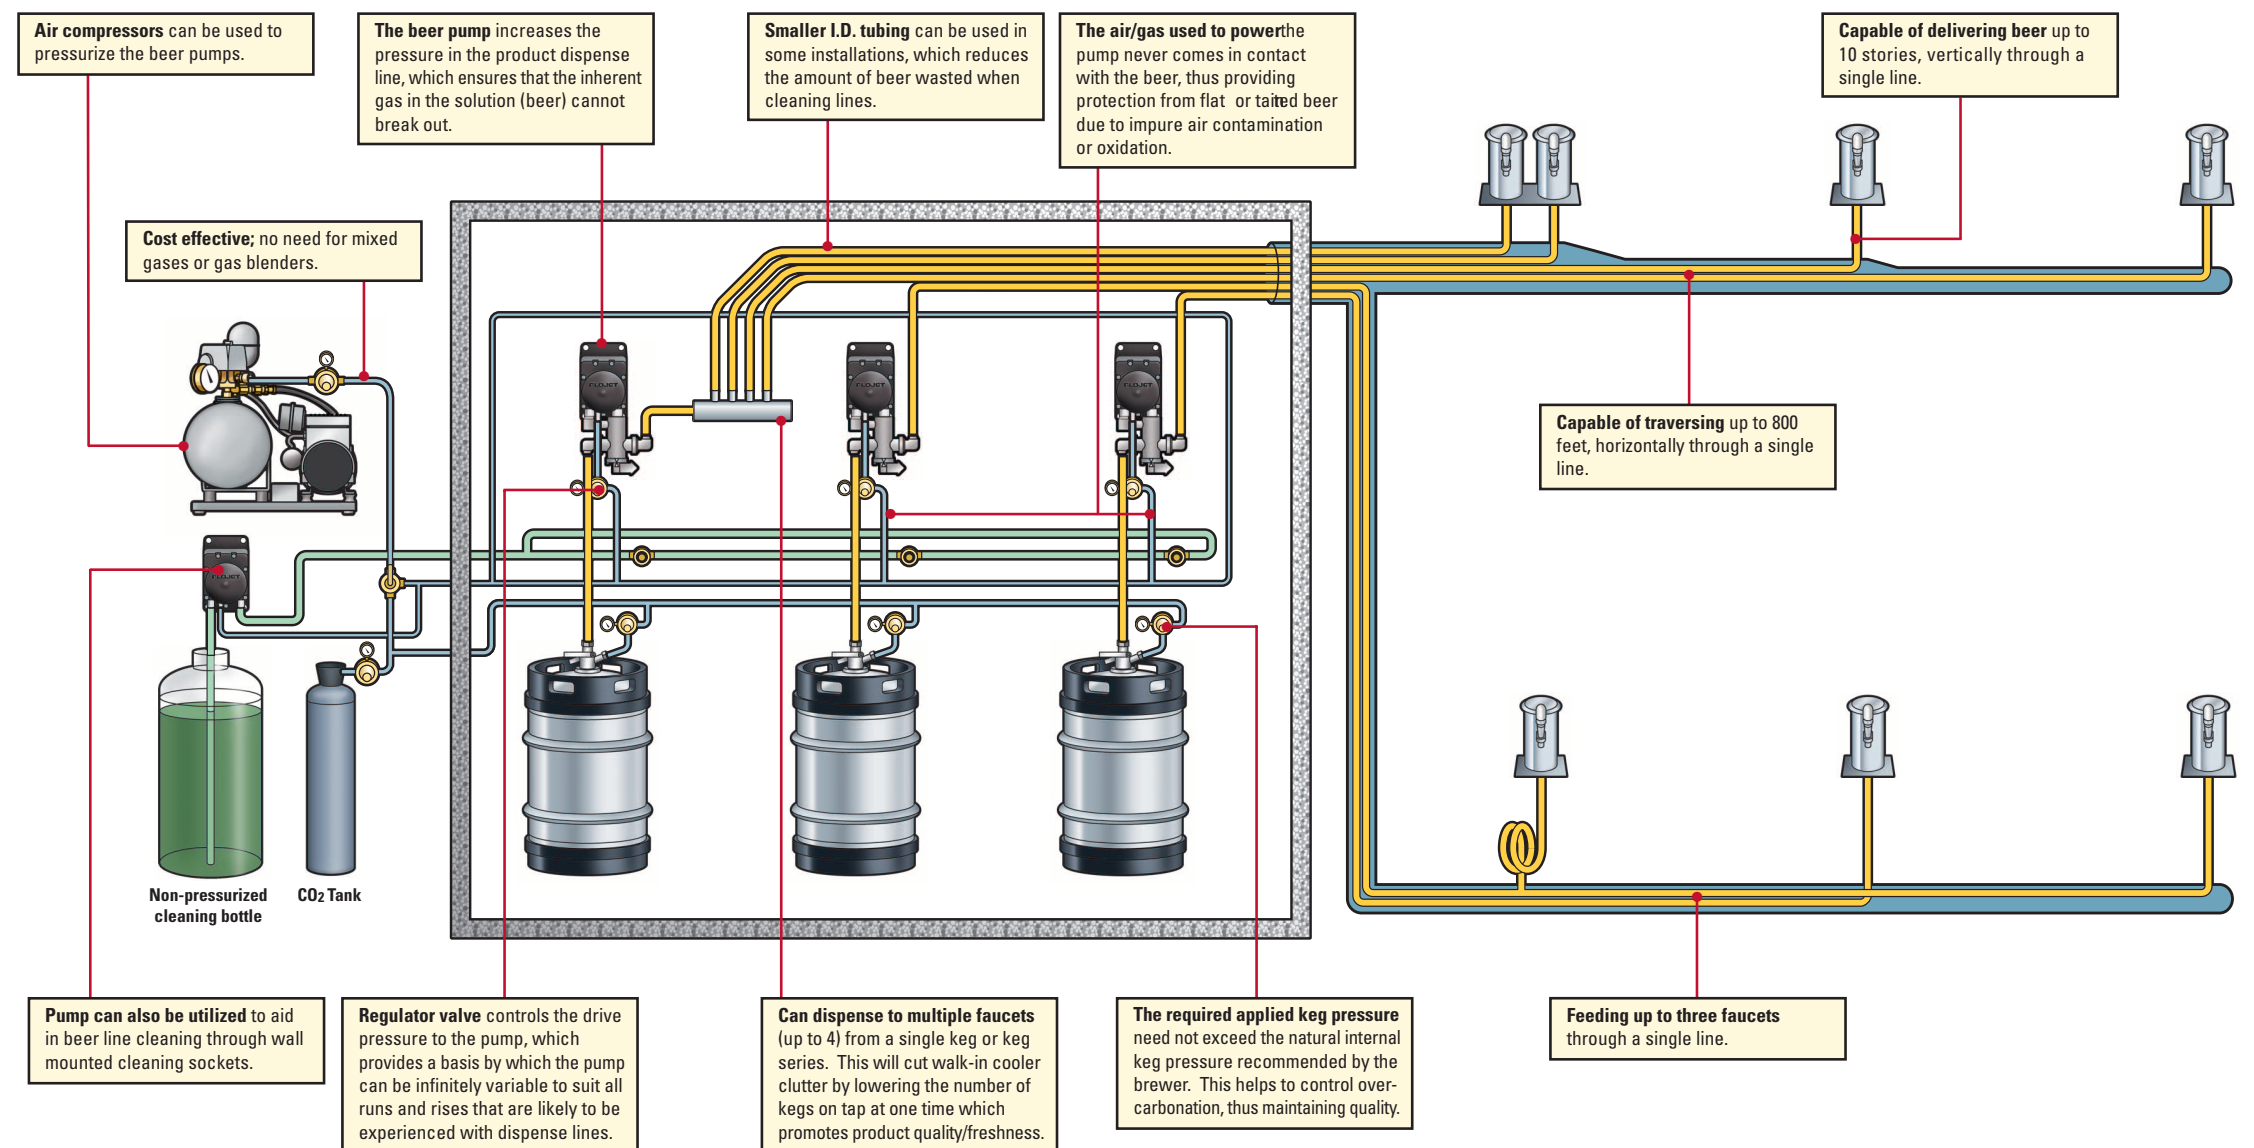 Air compressors can be used to
pressurize the beer pumps.
The beer pump increases the
pressure in the product dispense
line, which ensures that the inherent
gas in the solution (beer) cannot
break out.
Smaller I.D. tubing can be used in
some installations, which reduces
the amount of beer wasted when
cleaning lines.
The air/gas used to powerthe
pump never comes in contact
with the beer, thus providing
protection from flat or tainted beer
due to impure air contamination
or oxidation.
Capable of delivering beer up to
10 stories, vertically through a
single line.
Cost effective; no need for mixed
gases or gas blenders.
FLOJET
FLOJET
FLOJET
Capable of traversing up to 800
feet, horizontally through a single
line.
FLOJET
Non-pressurized
cleaning bottle
CO2 Tank
Pump can also be utilized to aid
in beer line cleaning through wall
mounted cleaning sockets.
Regulator valve controls the drive
pressure to the pump, which
provides a basis by which the pump
can be infinitely variable to suit all
runs and rises that are likely to be
experienced with dispense lines.
Can dispense to multiple faucets
(up to 4) from a single keg or keg
series. This will cut walk-in cooler
clutter by lowering the number of
kegs on tap at one time which
promotes product quality/freshness.
The required applied keg pressure
need not exceed the natural internal
keg pressure recommended by the
brewer. This helps to control over-
carbonation, thus maintaining quality.
Feeding up to three faucets
through a single line.